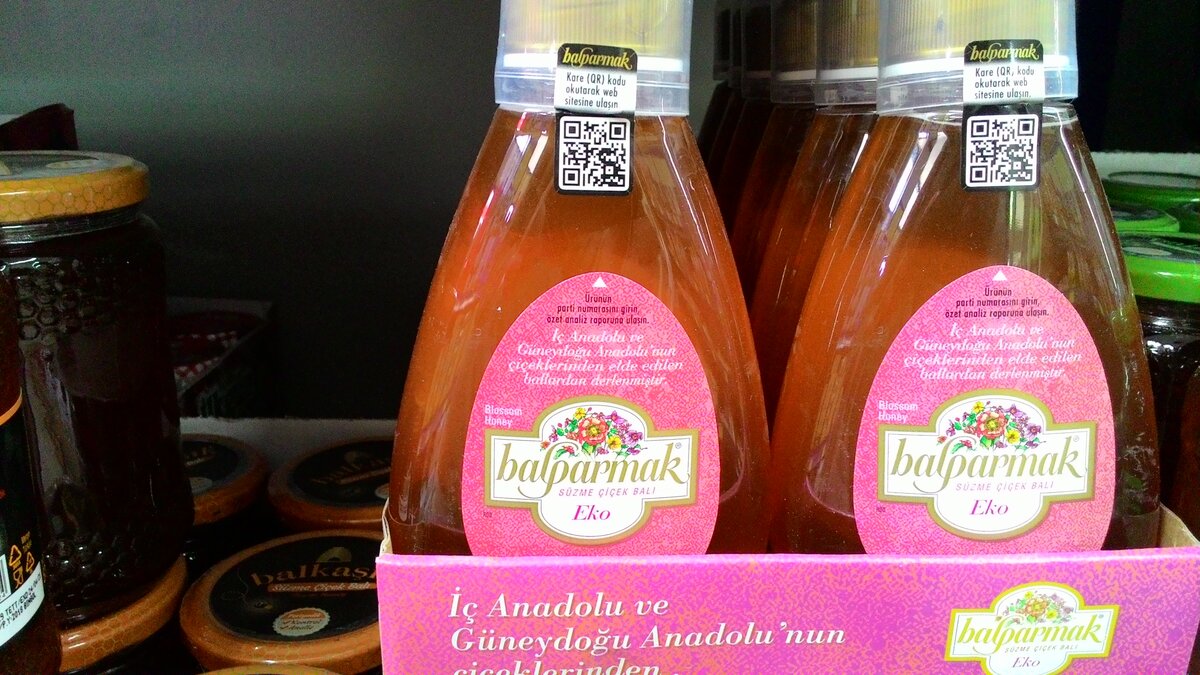 balparmak
Kare (QR) kodu
okutarak web
sitesine ulaşın
Ürünün
parti numarasını girin,
özet analiz raporuna ulaşın.
İç Anadolu ve
Güneydoğu Anadolu'nun
çiçeklerinden elde edilen
ballardan derlenmiştir.
Blossom
Honey
balparmak
SÜZME ÇİÇEK BALI
Eko
balparmak
Kare (QR) kodu
okutarak web
sitesine ulaşın.
Ürünün
parti numarasını girin,
özet analiz raporuna ulaşın.
İç Anadolu ve
Güneydoğu Anadolu'nun
çiçeklerinden elde edilen
ballardan derlenmiştir.
Blossom
Honey
balparmak
SÜZME ÇİÇEK BALI
Eko
balkaşı
Süzme Çiçek Balı
İç Anadolu ve
Güneydoğu Anadolu'nun
çiçeklerinden
balparmak
SÜZME ÇİÇEK BALI
Eko